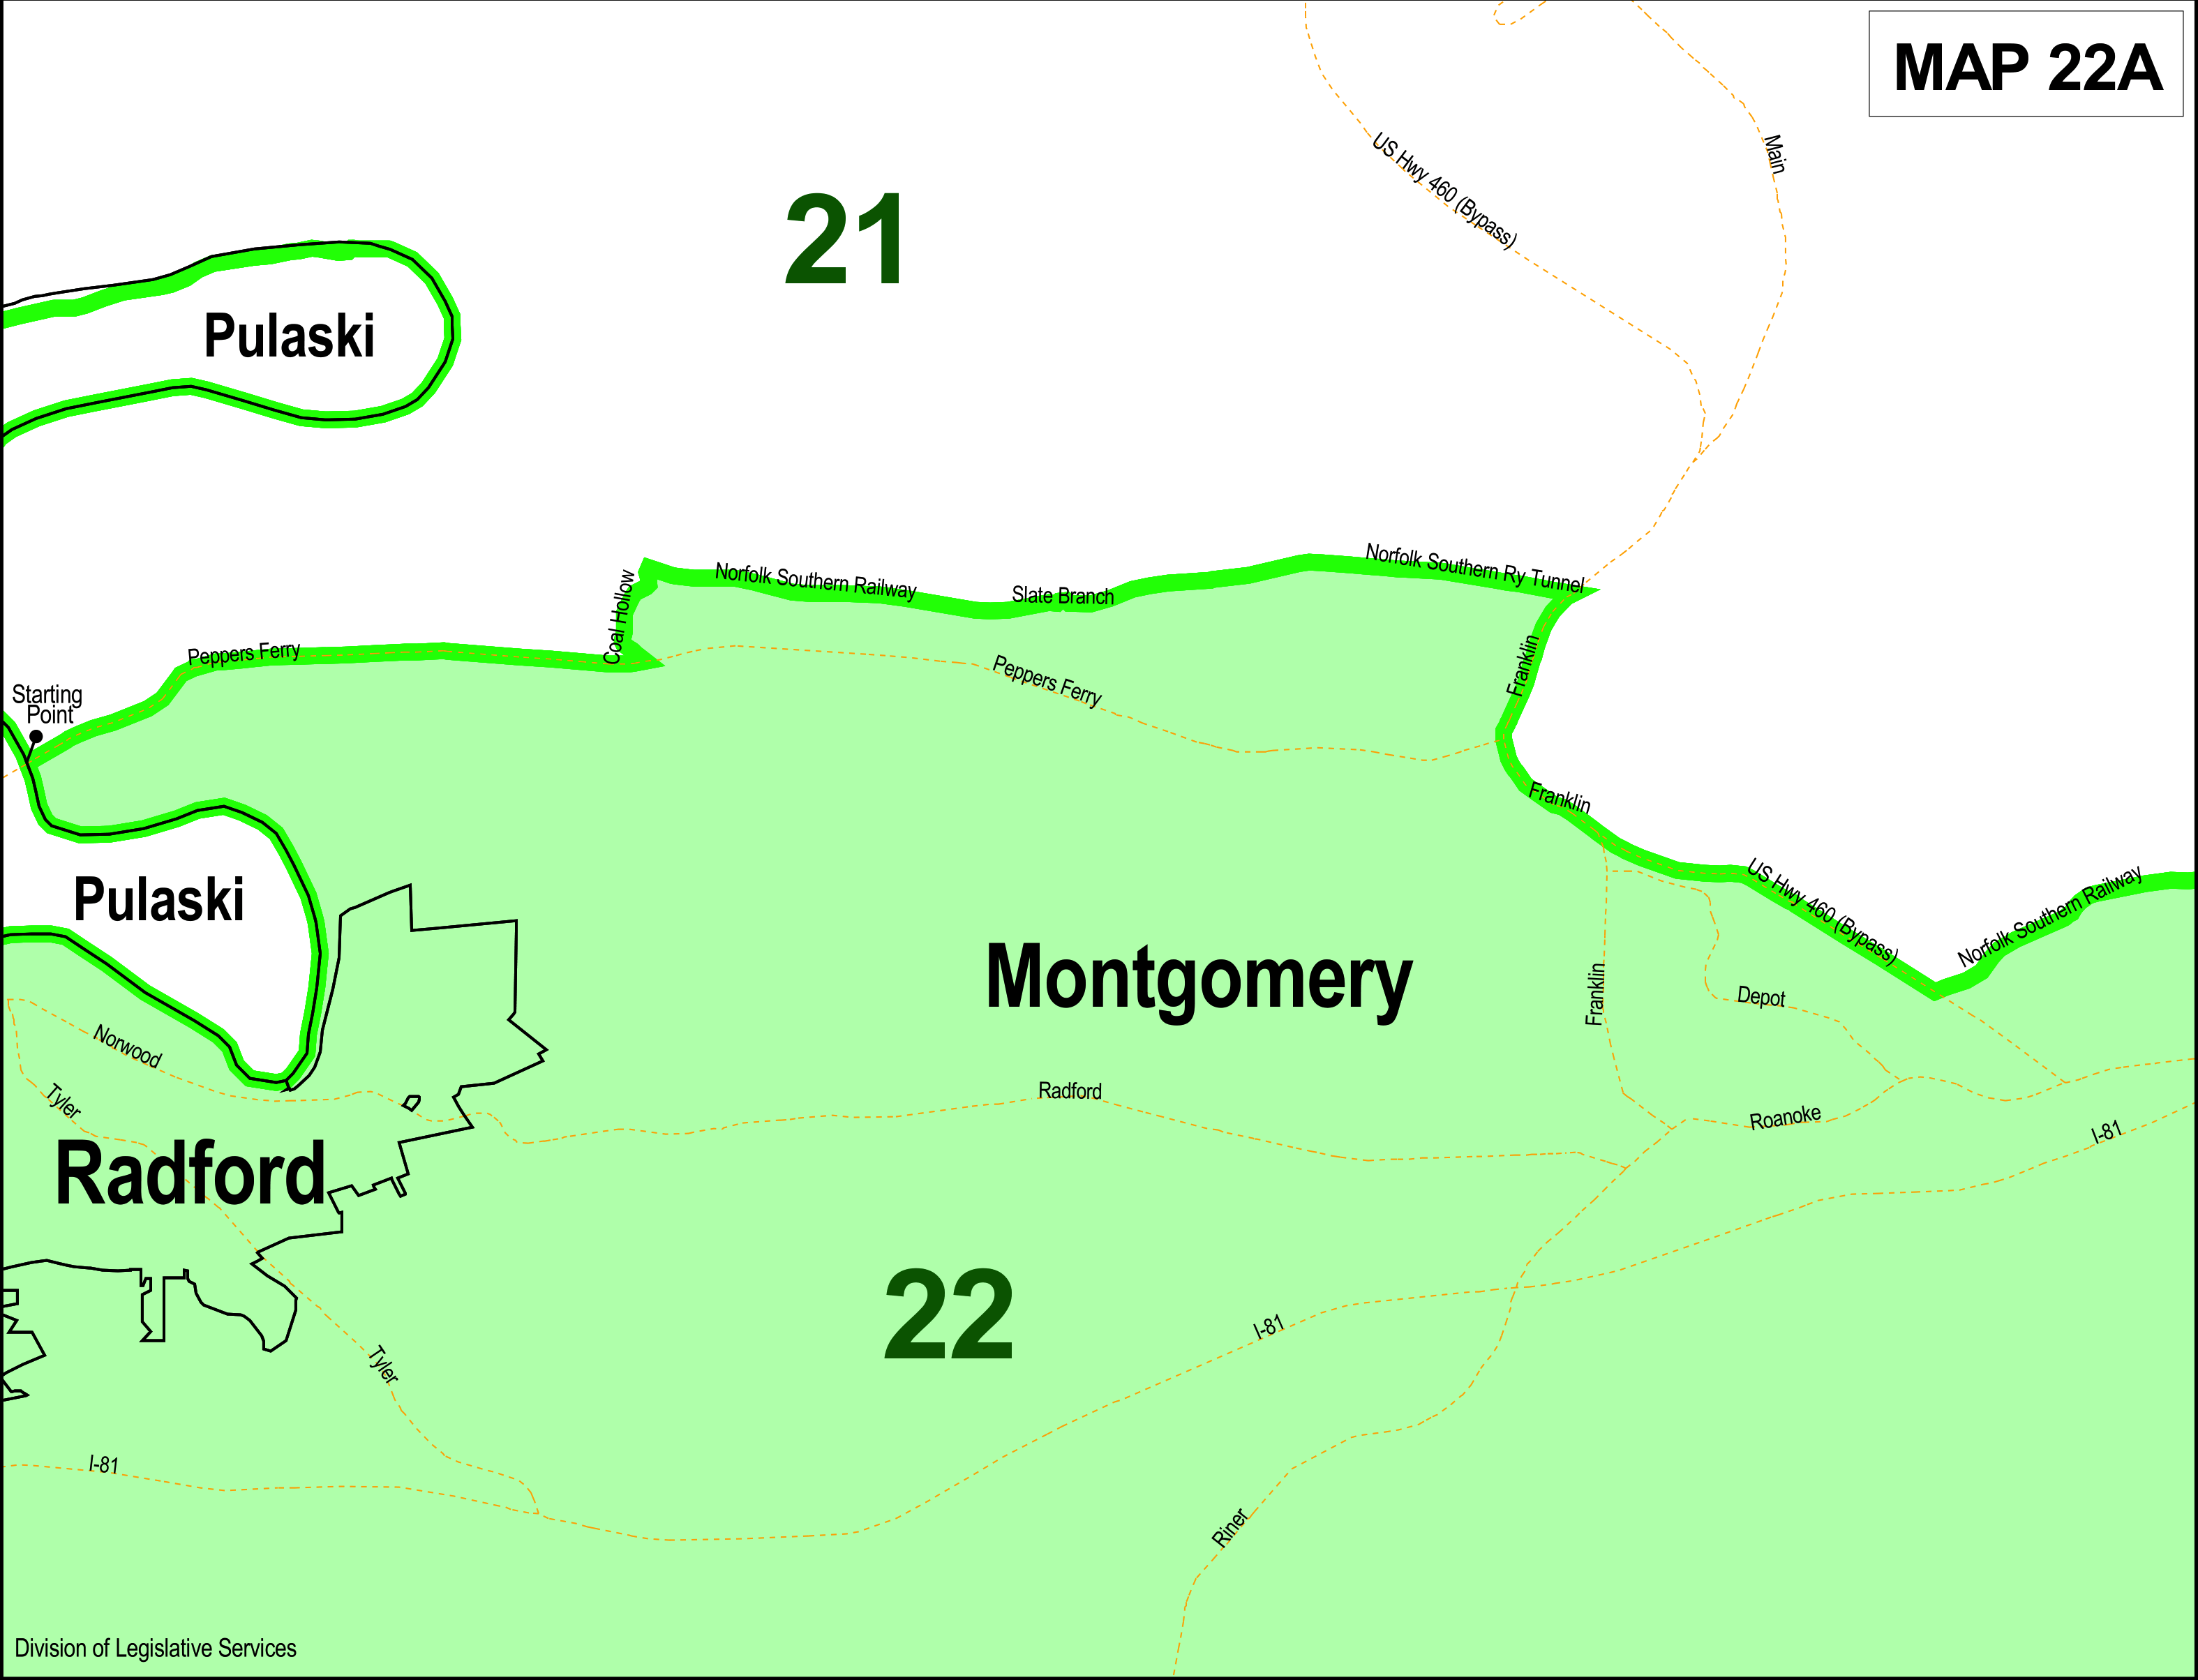 MAP 22A
Main
US Hwy 460 (Bypass)
21
Pulaski
Norfolk Southern Ry Tunnel
Norfolk Southern Railway
Slate Branch
Coal Hollow
Peppers Ferry
Peppers Ferry
Franklin
Starting
Point
Franklin
US Hwy 460 (Bypass)
Norfolk Southern Railway
Pulaski
Montgomery
Franklin
Depot
Norwood
Tyler
Radford
Roanoke
I-81
Radford
22
I-81
Tyler
I-81
Riner
Division of Legislative Services